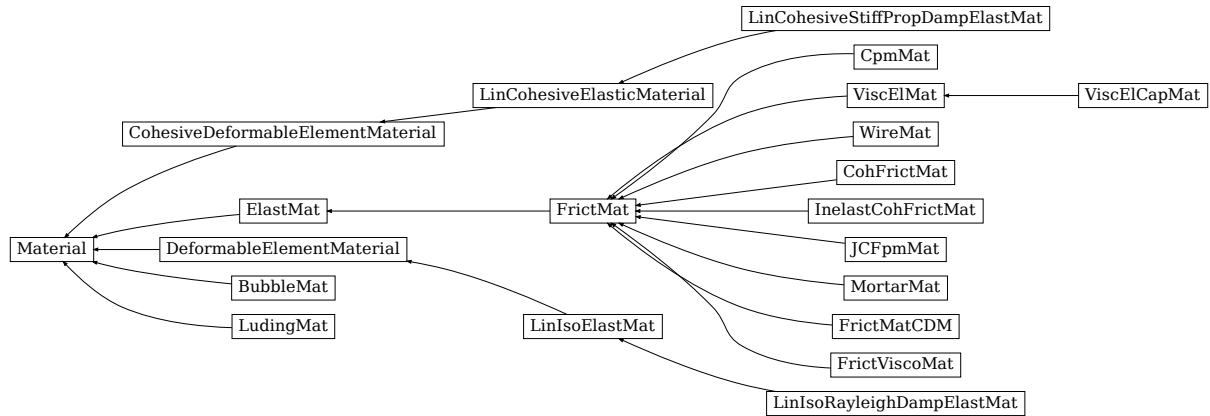 LinCohesiveStiffPropDampElastMat
CpmMat
LinCohesiveElasticMaterial
ViscElMat
ViscElCapMat
CohesiveDeformableElementMaterial
WireMat
CohFrictMat
ElastMat
FrictMat
InelastCohFrictMat
Material
DeformableElementMaterial
JCFpmMat
BubbleMat
MortarMat
LudingMat
LinIsoElastMat
FrictMatCDM
FrictViscoMat
LinIsoRayleighDampElastMat